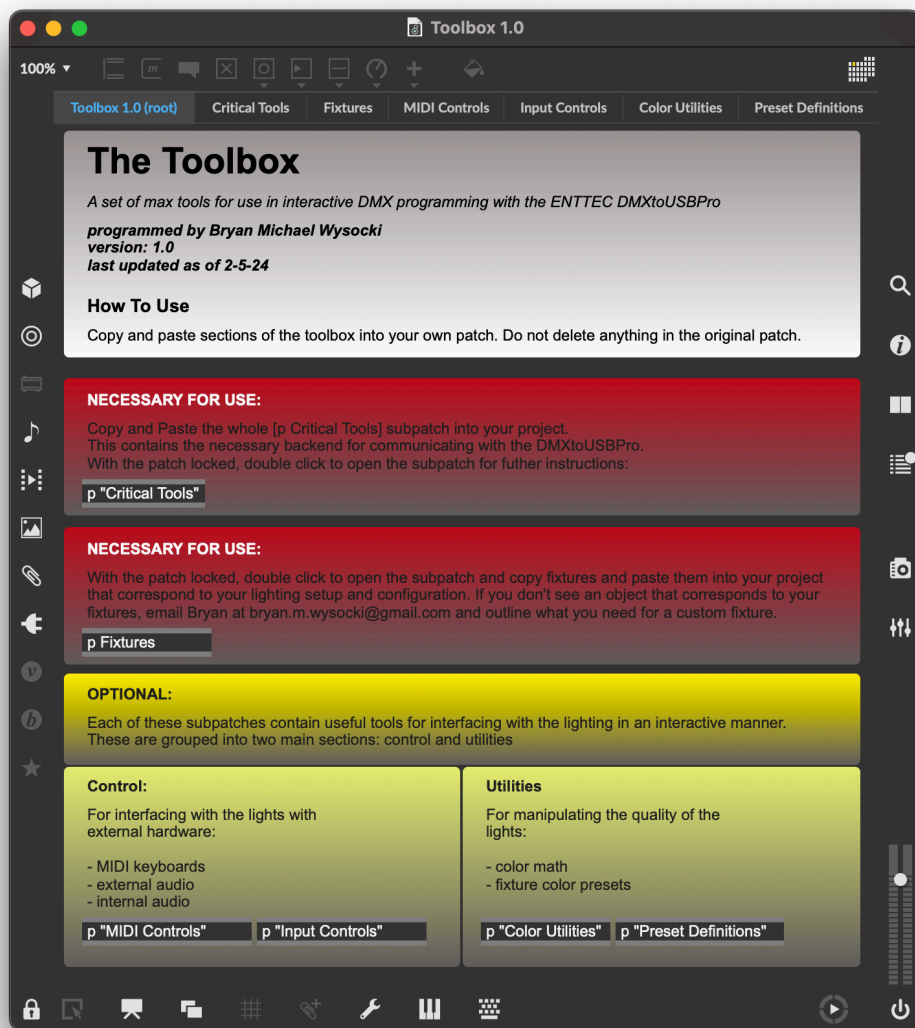 Toolbox 1.0
100% ▼
m
Toolbox 1.0 (root) Critical Tools Fixtures MIDI Controls Input Controls Color Utilities Preset Definitions
The Toolbox
A set of max tools for use in interactive DMX programming with the ENTTEC DMXtoUSBPro
programmed by Bryan Michael Wysocki
version: 1.0
last updated as of 2-5-24
How To Use
Copy and paste sections of the toolbox into your own patch. Do not delete anything in the original patch.
NECESSARY FOR USE:
Copy and Paste the whole [p Critical Tools] subpatch into your project.
This contains the necessary backend for communicating with the DMXtoUSBPro.
With the patch locked, double click to open the subpatch for futher instructions:
p "Critical Tools"
NECESSARY FOR USE:
With the patch locked, double click to open the subpatch and copy fixtures and paste them into your project
that correspond to your lighting setup and configuration. If you don't see an object that corresponds to your
fixtures, email Bryan at bryan.m.wysocki@gmail.com and outline what you need for a custom fixture.
p Fixtures
OPTIONAL:
Each of these subpatches contain useful tools for interfacing with the lighting in an interactive manner.
These are grouped into two main sections: control and utilities
Control:
For interfacing with the lights with
external hardware:
- MIDI keyboards
- external audio
- internal audio
p "MIDI Controls" p "Input Controls"
Utilities
For manipulating the quality of the
lights:
- color math
- fixture color presets
p "Color Utilities" p "Preset Definitions"
i
v
b